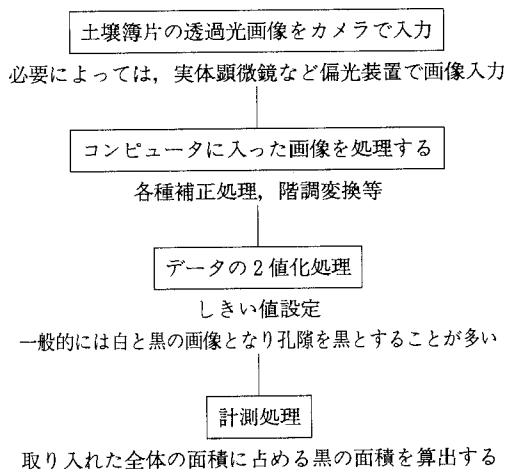 土壌簿片の透過光画像をカメラで入力
必要によっては，実体顕微鏡など偏光装置で画像入力
コンピュータに入った画像を処理する
各種補正処理，階調変換等
データの2値化処理
しきい値設定
一般的には白と黒の画像となり孔隙を黒とすることが多い
計測処理
取り入れた全体の面積に占める黒の面積を算出する